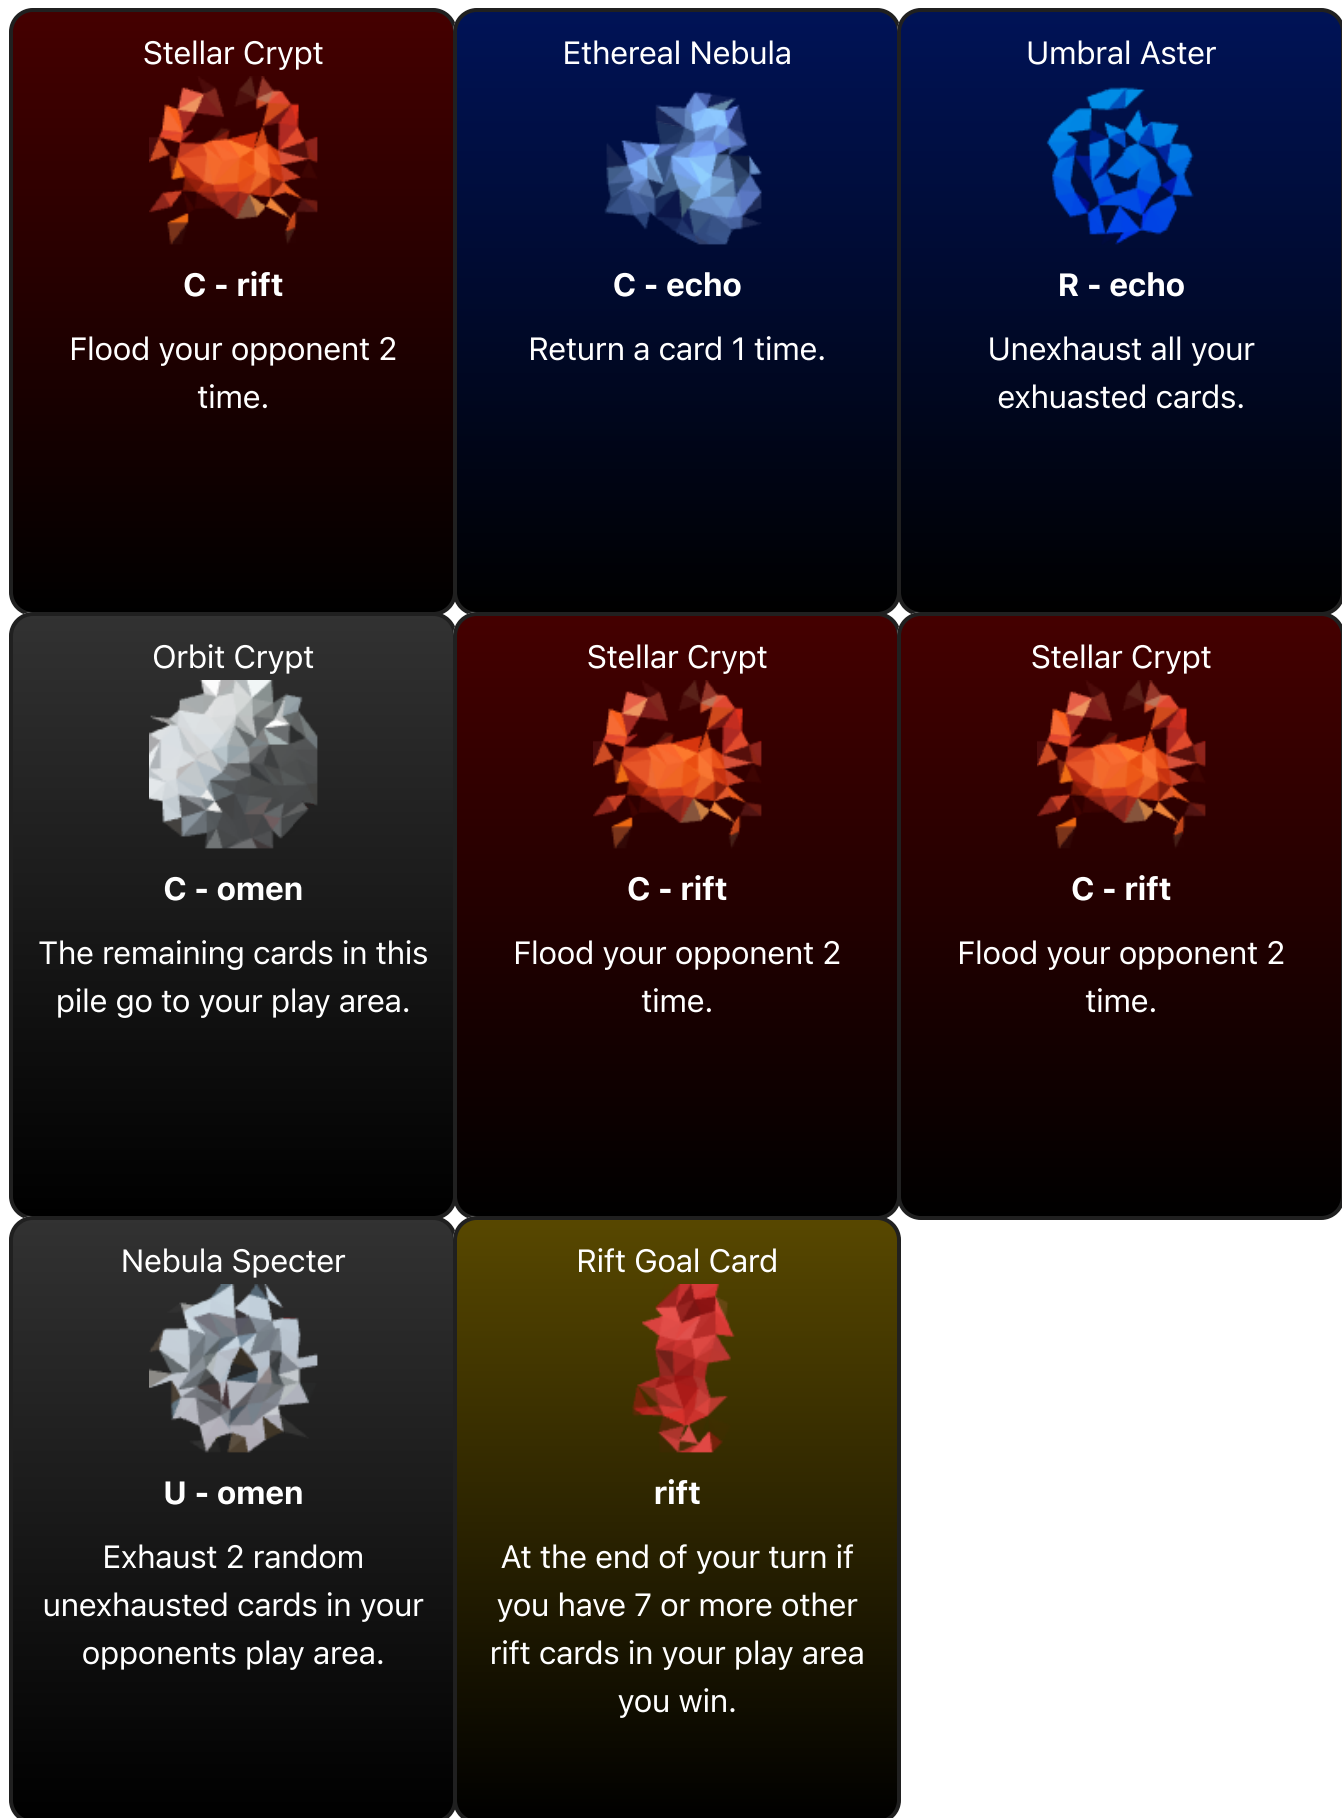 Stellar Crypt
C - rift
Flood your opponent 2
time.
Ethereal Nebula
C - echo
Return a card 1 time.
Umbral Aster
R - echo
Unexhaust all your
exhuasted cards.
Orbit Crypt
C - omen
The remaining cards in this
pile go to your play area.
Stellar Crypt
C - rift
Flood your opponent 2
time.
Stellar Crypt
C - rift
Flood your opponent 2
time.
Nebula Specter
U - omen
Exhaust 2 random
unexhausted cards in your
opponents play area.
Rift Goal Card
rift
At the end of your turn if
you have 7 or more other
rift cards in your play area
you win.